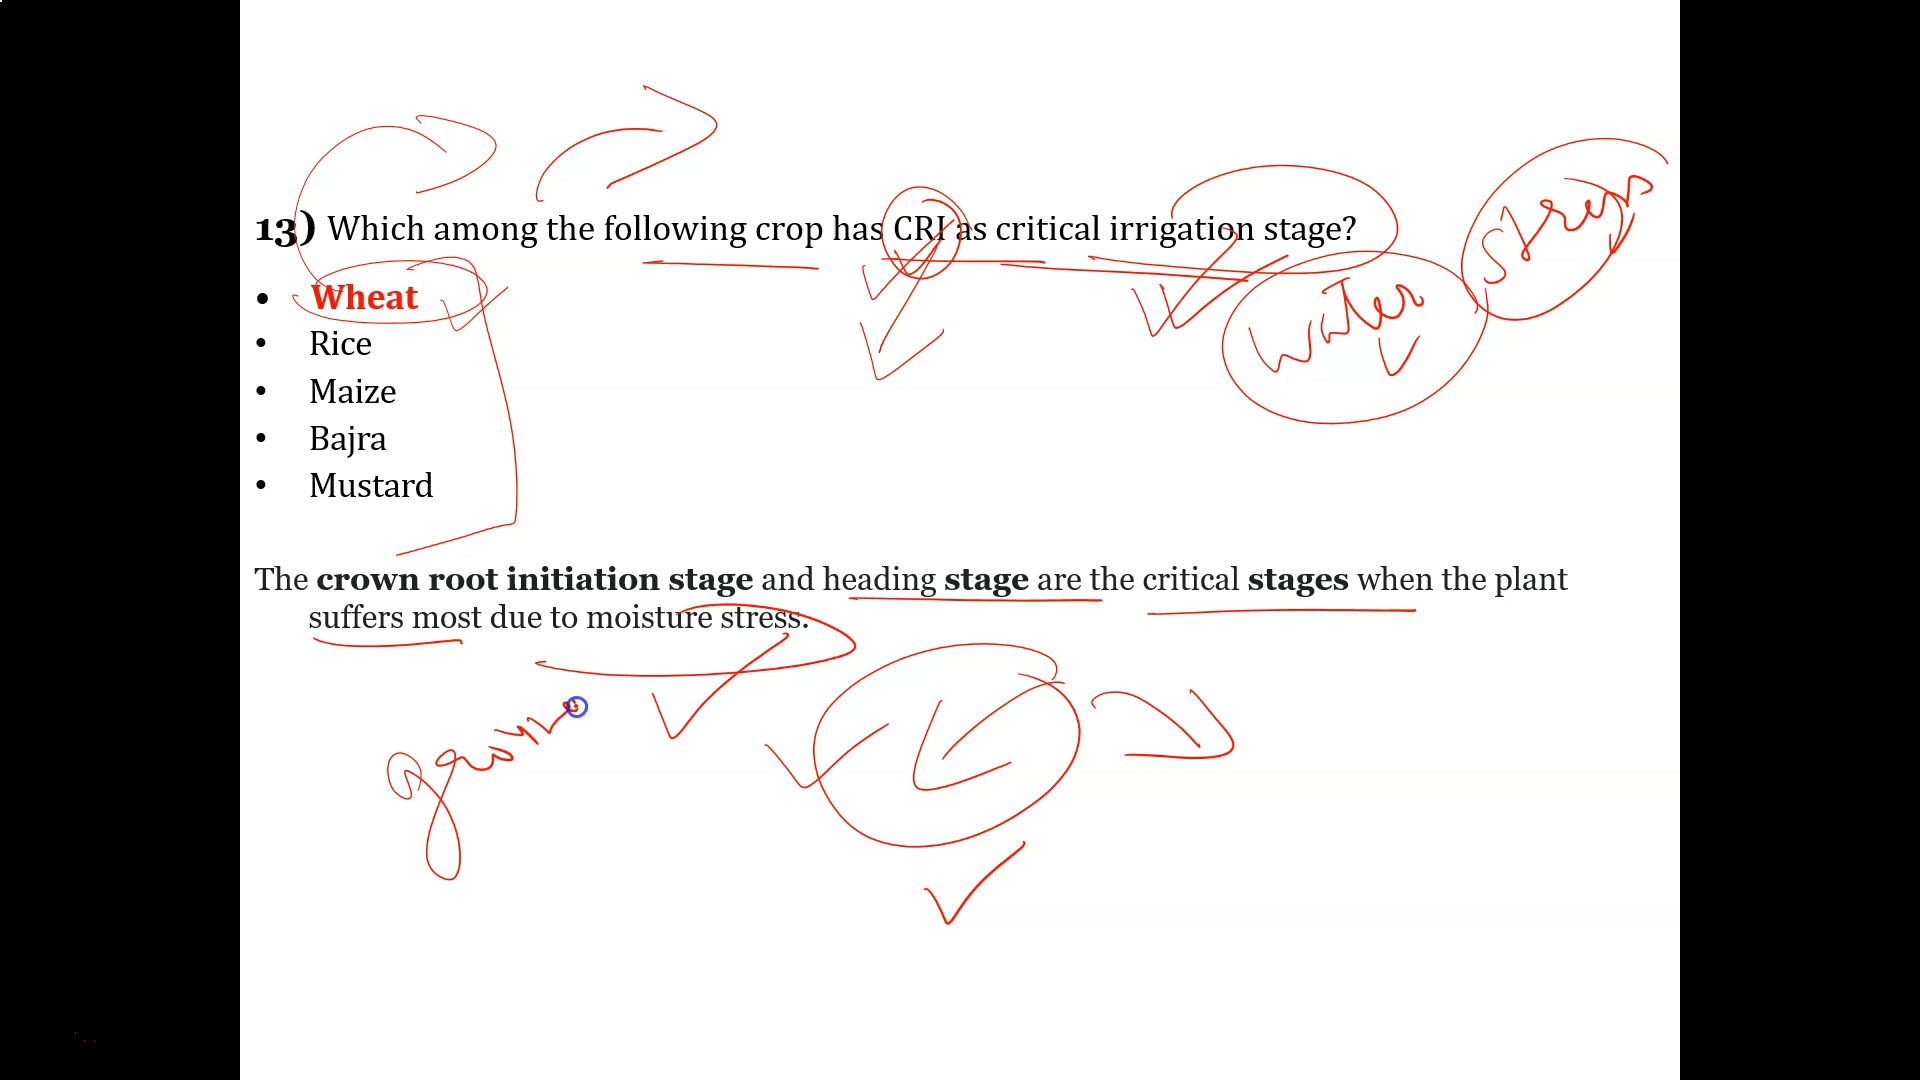 13) Which among the following crop has CRI as critical irrigation stage?
• Wheat
• Rice
• Maize
• Bajra
• Mustard
water stress
The crown root initiation stage and heading stage are the critical stages when the plant
suffers most due to moisture stress.